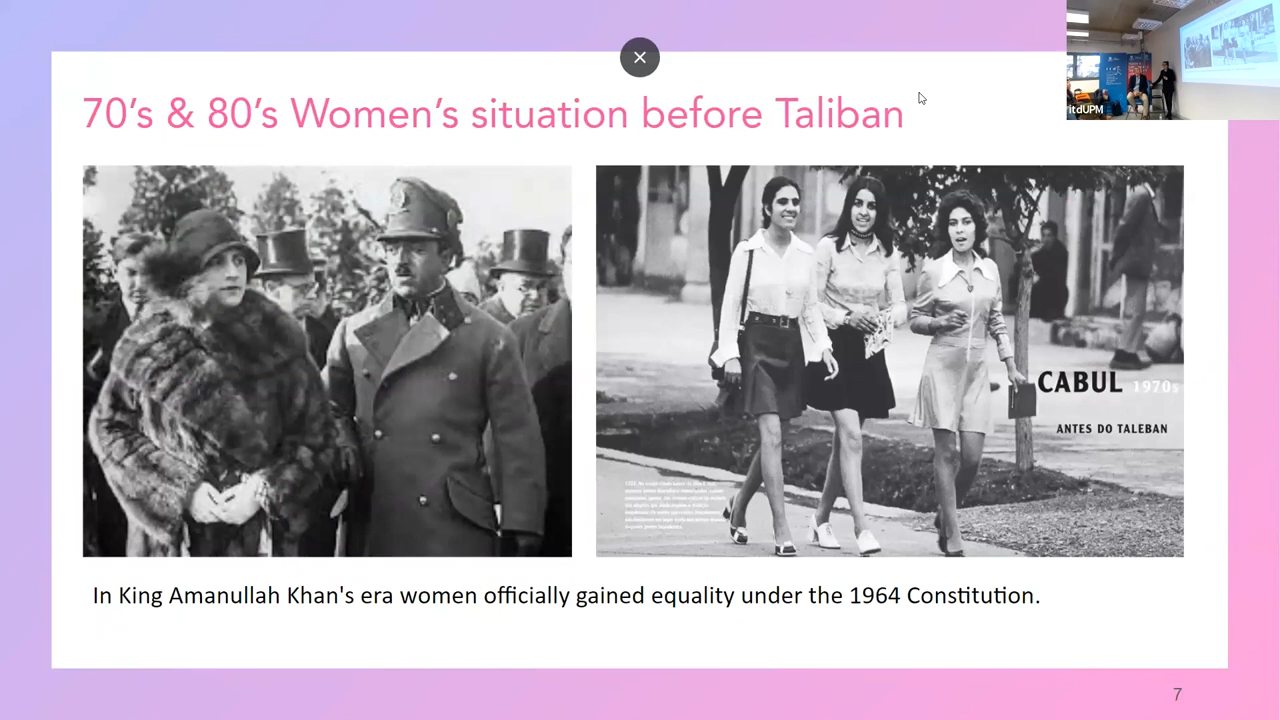 70's & 80's Women's situation before Taliban
itdUPM
CABUL 1970s
ANTES DO TALEBAN
In King Amanullah Khan's era women officially gained equality under the 1964 Constitution.
7